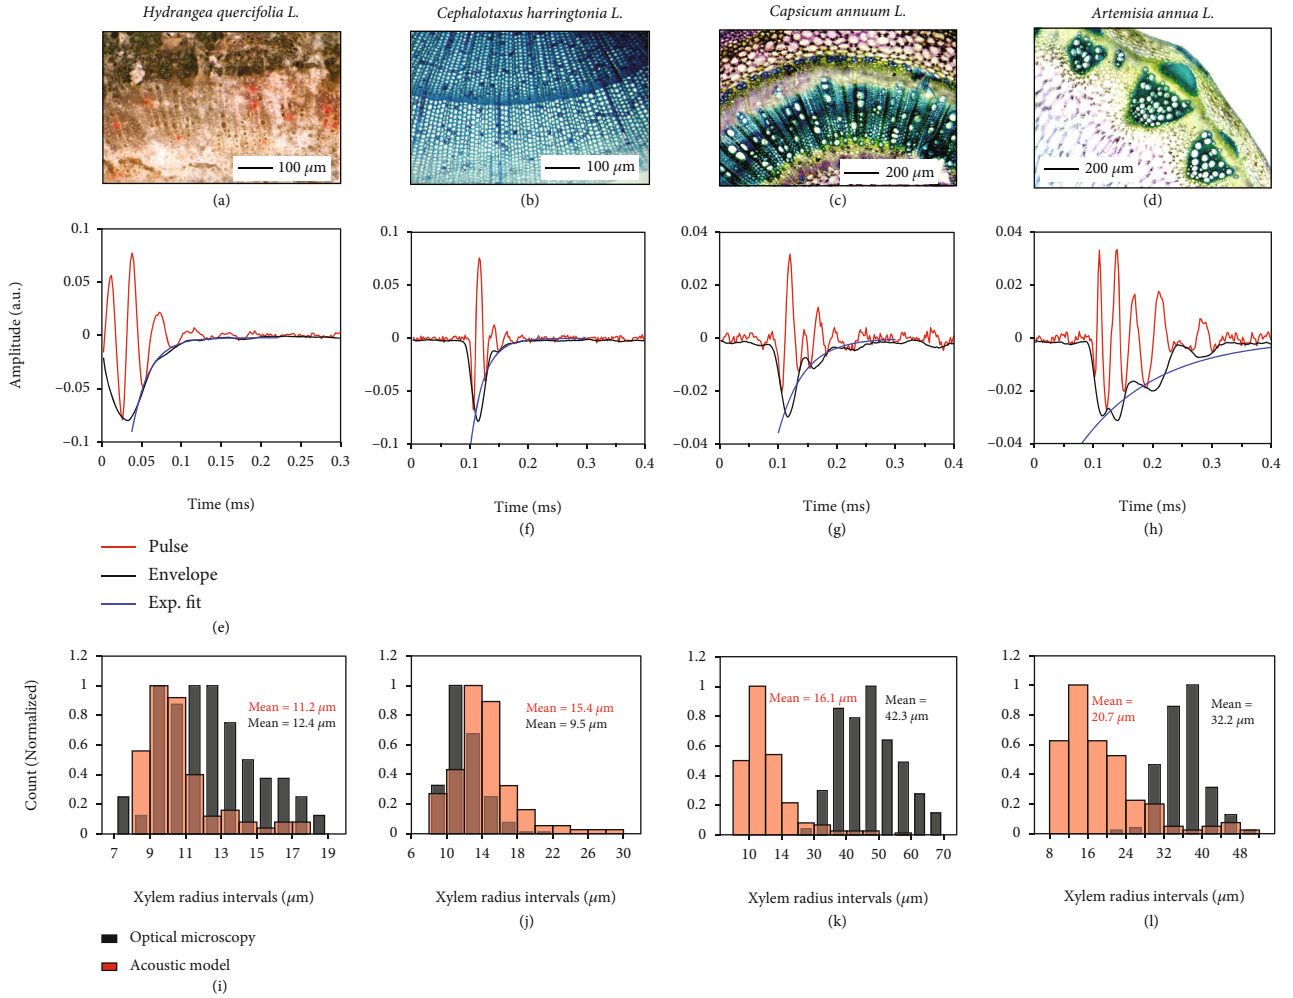 Hydrangea quercifolia L.
Cephalotaxus harringtonia L.
Capsicum annuum L.
Artemisia annua L.
100 µm
100 µm
200 µm
200 µm
(a)
(b)
(c)
(d)
Amplitude (a.u.)
0.1
0.05
0
–0.05
–0.1
0 0.05 0.1 0.15 0.2 0.25 0.3
Time (ms)
0.1
0.05
0
–0.05
–0.1
0 0.1 0.2 0.3 0.4
Time (ms)
(f)
0.04
0.02
0
–0.02
–0.04
0 0.1 0.2 0.3 0.4
Time (ms)
(g)
0.04
0.02
0
–0.02
–0.04
0 0.1 0.2 0.3 0.4
Time (ms)
(h)
Pulse
Envelope
Exp. fit
(e)
Count (Normalized)
1.2
1
0.8
0.6
0.4
0.2
0
Mean = 11.2 µm
Mean = 12.4 µm
7 9 11 13 15 17 19
Xylem radius intervals (µm)
1.2
1
0.8
0.6
0.4
0.2
0
Mean = 15.4 µm
Mean = 9.5 µm
6 10 14 18 22 26 30
Xylem radius intervals (µm)
(j)
1.2
1
0.8
0.6
0.4
0.2
0
Mean = 16.1 µm
Mean =
42.3 µm
10 14 30 40 50 60 70
Xylem radius intervals (µm)
(k)
1.2
1
0.8
0.6
0.4
0.2
0
Mean =
20.7 µm
Mean =
32.2 µm
8 16 24 32 40 48
Xylem radius intervals (µm)
(l)
Optical microscopy
Acoustic model
(i)